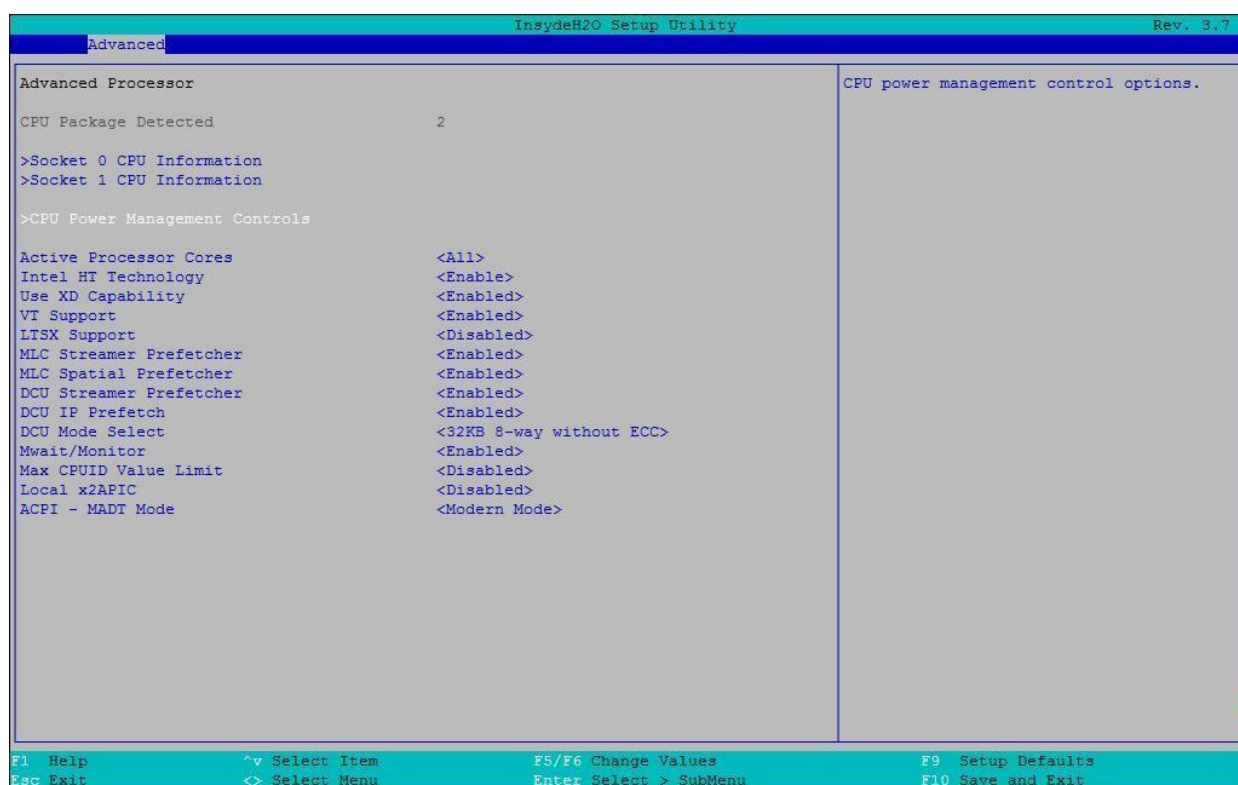 InsydeH2O Setup Utility Rev. 3.7
Advanced
Advanced Processor
CPU power management control options.
CPU Package Detected 2
>Socket 0 CPU Information
>Socket 1 CPU Information
>CPU Power Management Controls
Active Processor Cores <All>
Intel HT Technology <Enable>
Use XD Capability <Enabled>
VT Support <Enabled>
LTSX Support <Disabled>
MLC Streamer Prefetcher <Enabled>
MLC Spatial Prefetcher <Enabled>
DCU Streamer Prefetcher <Enabled>
DCU IP Prefetch <Enabled>
DCU Mode Select <32KB 8-way without ECC>
Mwait/Monitor <Enabled>
Max CPUID Value Limit <Disabled>
Local x2APIC <Disabled>
ACPI - MADT Mode <Modern Mode>
F1 Help ^v Select Item F5/F6 Change Values F9 Setup Defaults
Esc Exit <> Select Menu Enter Select > SubMenu F10 Save and Exit